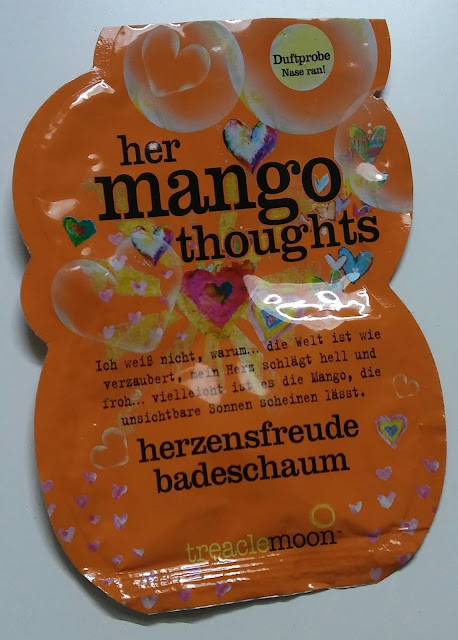 Duftprobe
Nase ran!
her
mango
thoughts
Ich weiß nicht, warum... die Welt ist wie
verzaubert, mein Herz schlägt hell und
froh... vielleicht ist es die Mango, die
unsichtbare Sonnen scheinen lässt.
herzensfreude
badeschaum
treaclemoon™